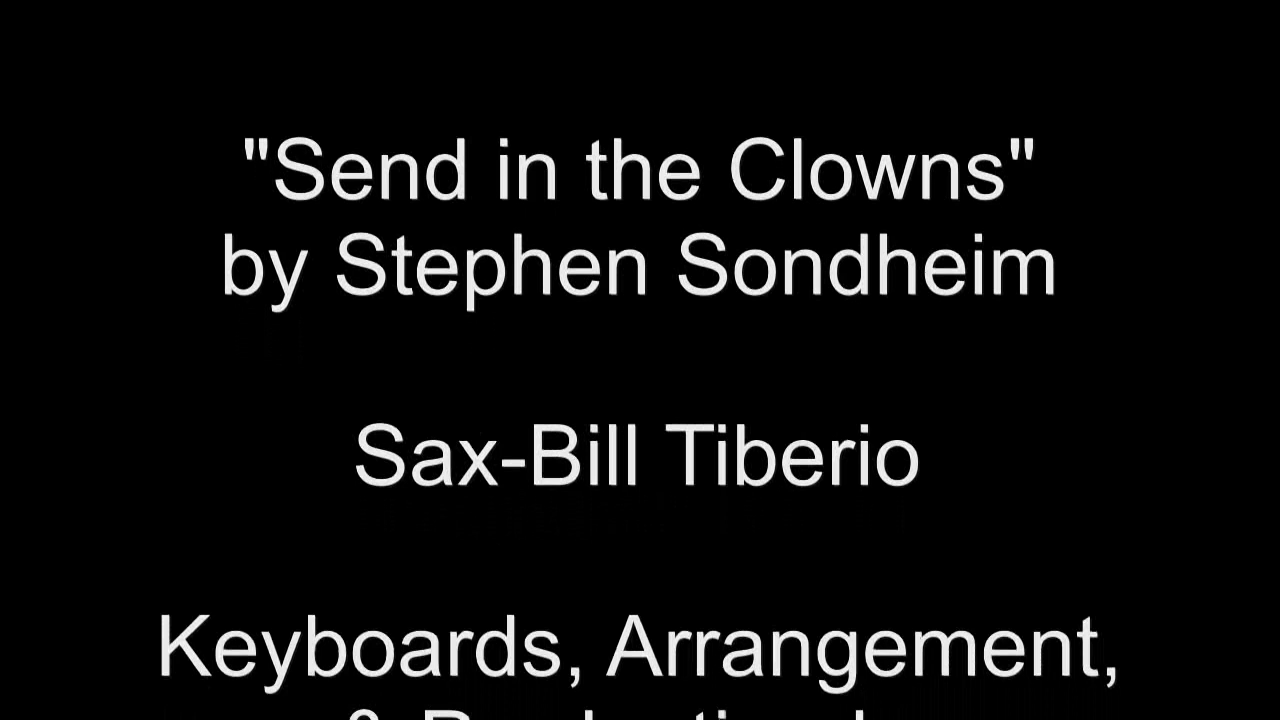 "Send in the Clowns"
by Stephen Sondheim
Sax-Bill Tiberio
Keyboards, Arrangement,